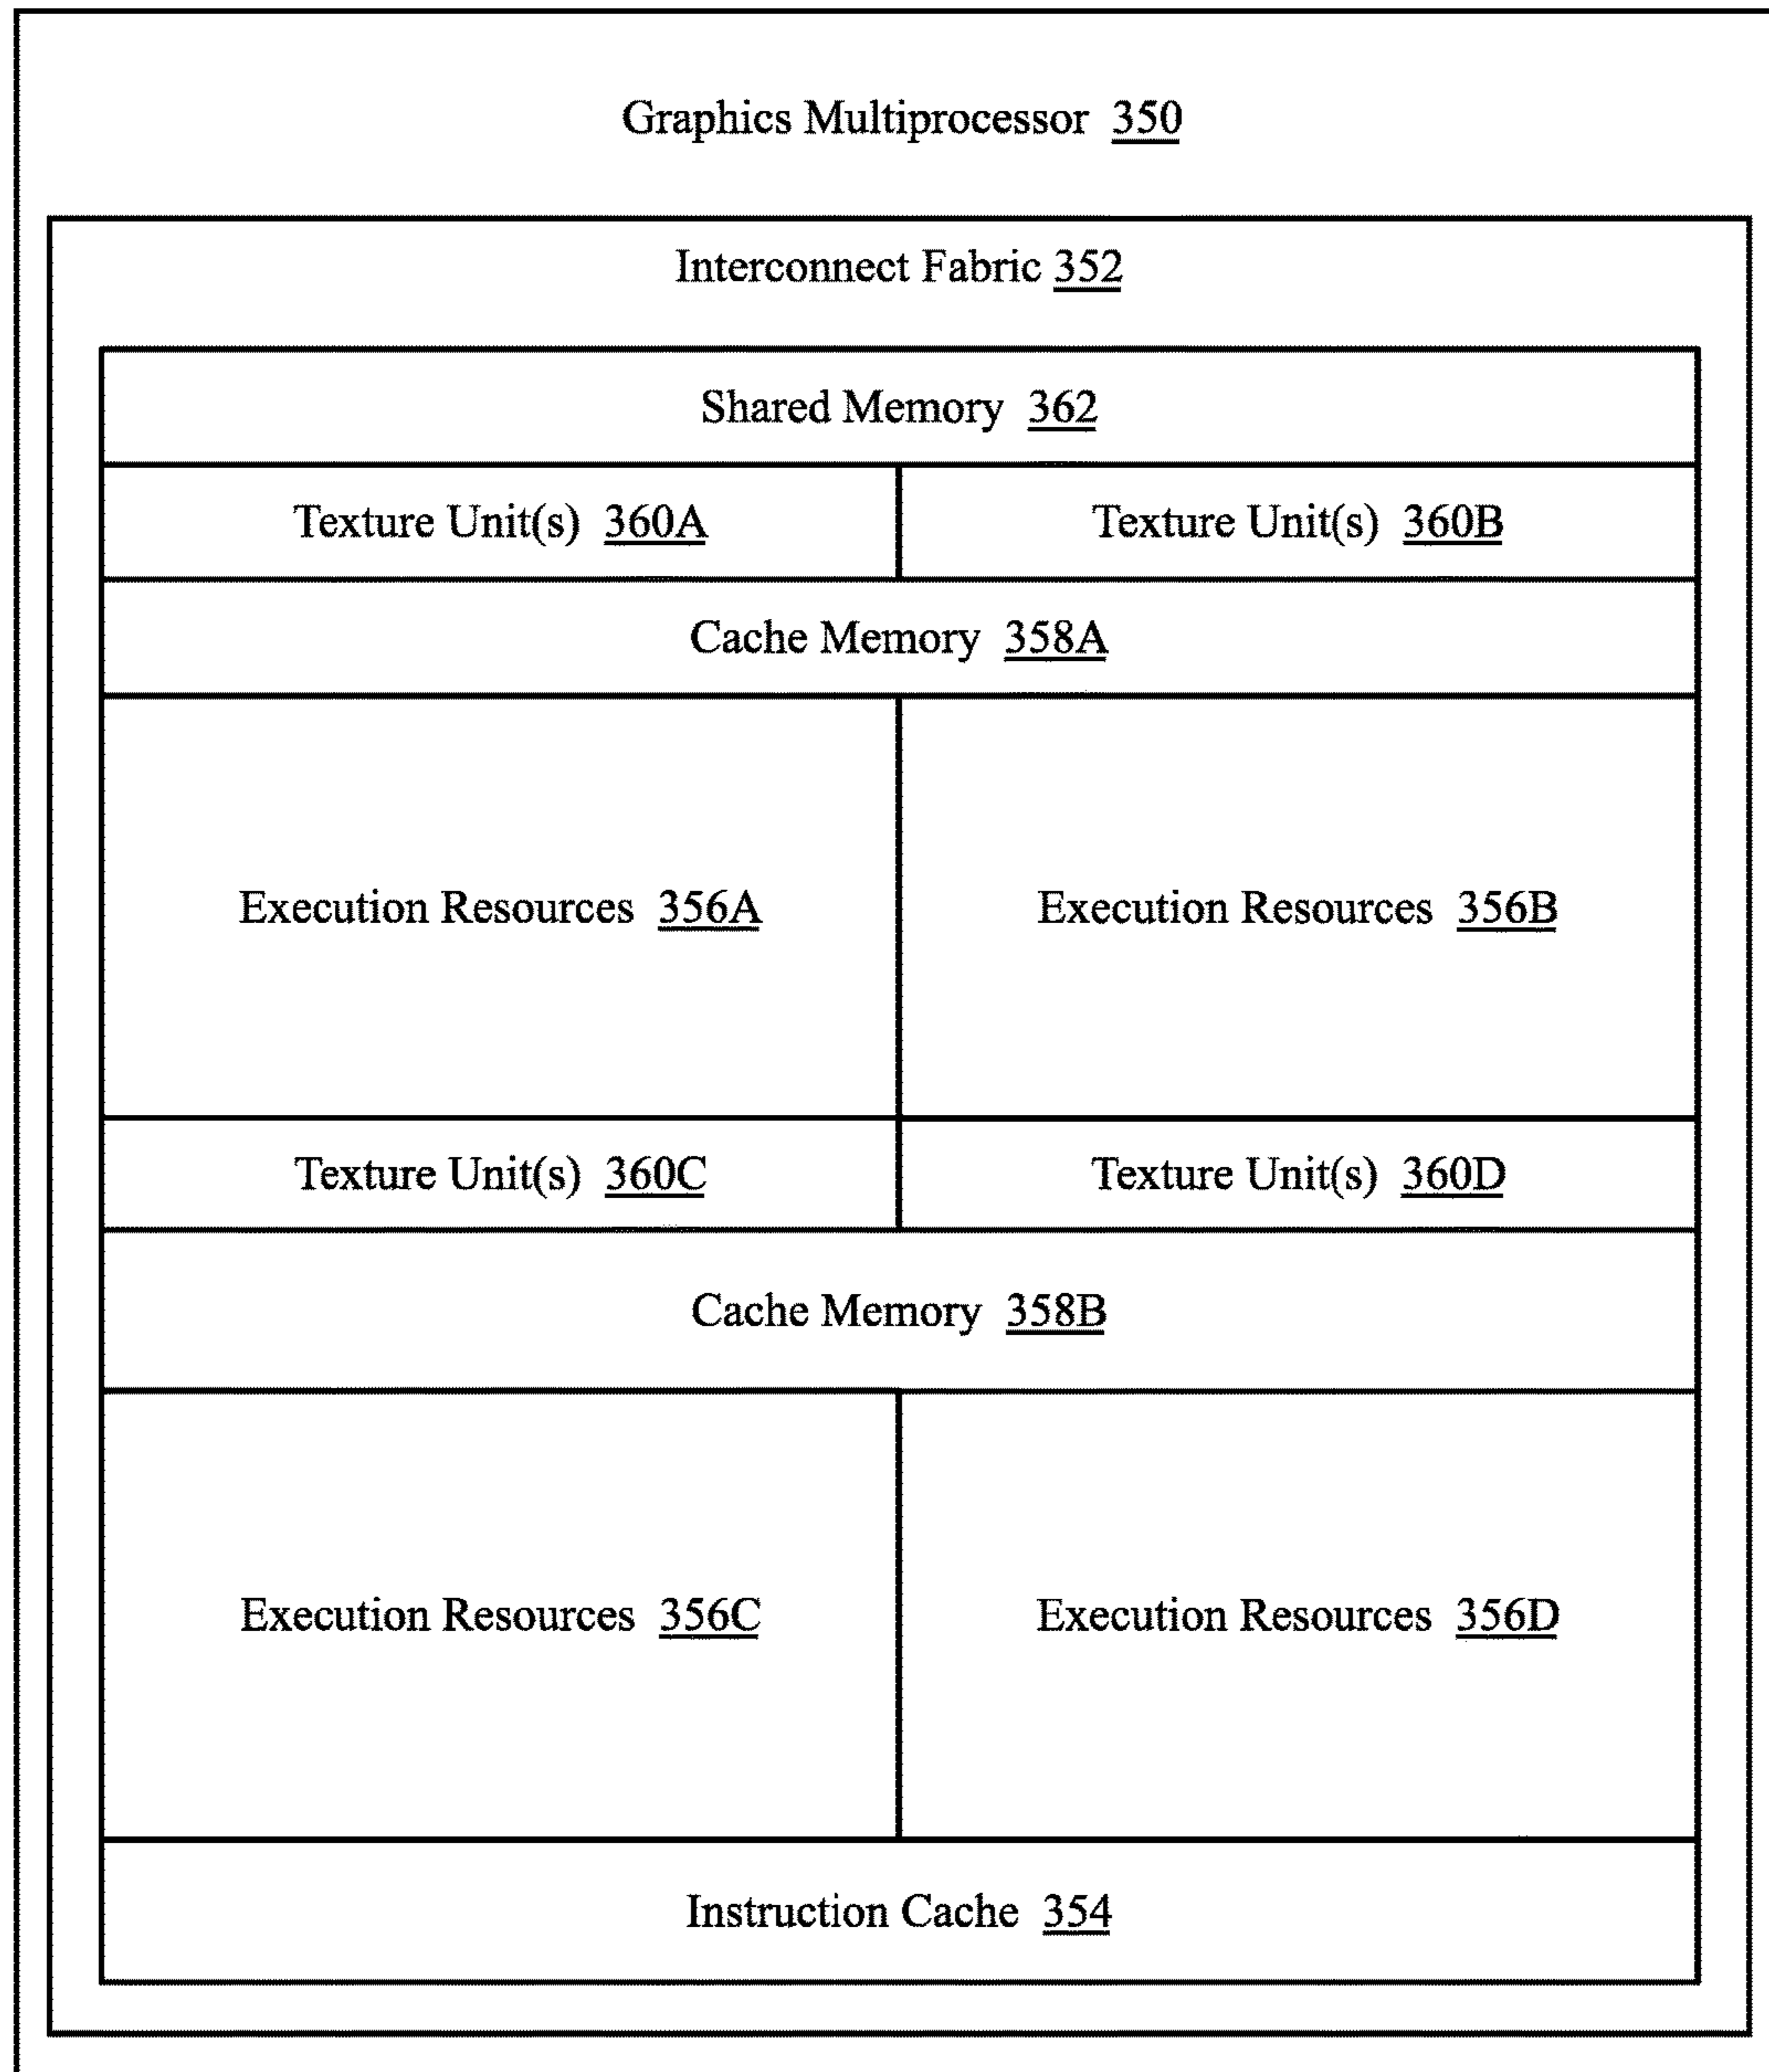 Graphics Multiprocessor 350
Interconnect Fabric 352
Shared Memory 362
Texture Unit(s) 360A
Texture Unit(s) 360B
Cache Memory 358A
Execution Resources 356A
Execution Resources 356B
Texture Unit(s) 360C
Texture Unit(s) 360D
Cache Memory 358B
Execution Resources 356C
Execution Resources 356D
Instruction Cache 354